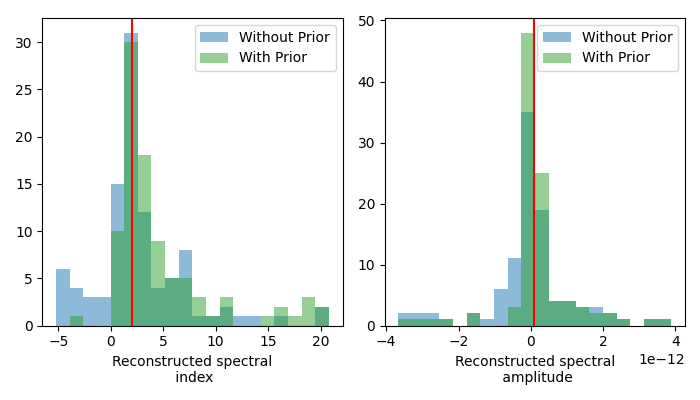 Without Prior
With Prior
30
25
20
15
10
5
0
−5
0
5
10
15
20
Reconstructed spectral
index
Without Prior
With Prior
50
40
30
20
10
0
−4
−2
0
2
4
1e−12
Reconstructed spectral
amplitude